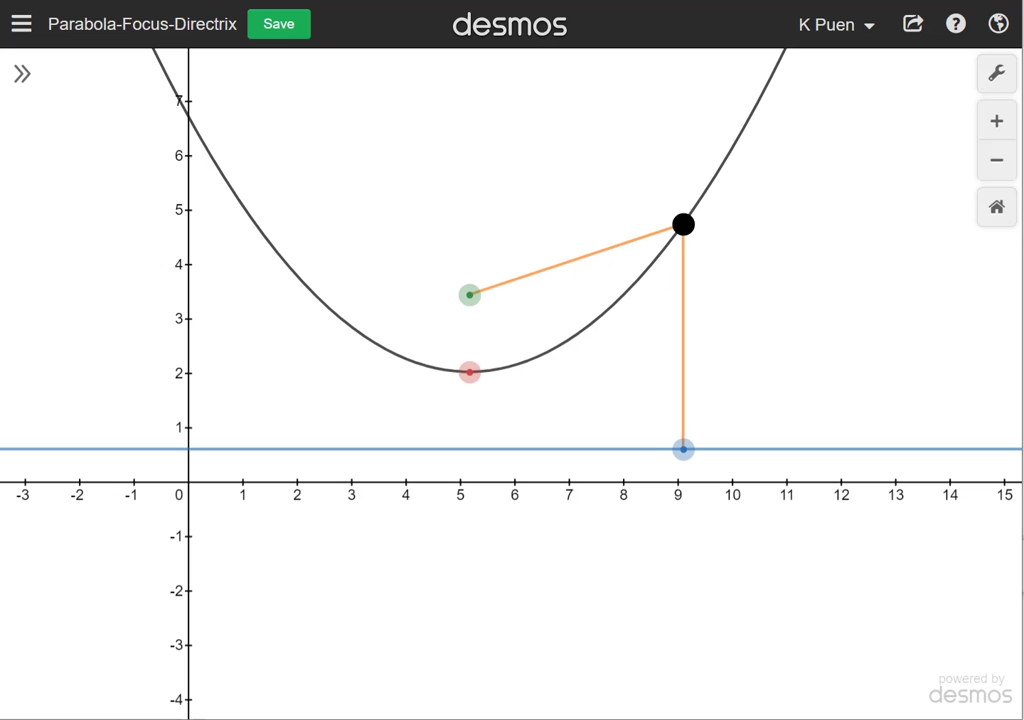 Parabola-Focus-Directrix
Save
desmos
K Puen
7
6
5
4
3
2
1
-3 -2 -1 0 1 2 3 4 5 6 7 8 9 10 11 12 13 14 15
-1
-2
-3
-4
powered by
desmos